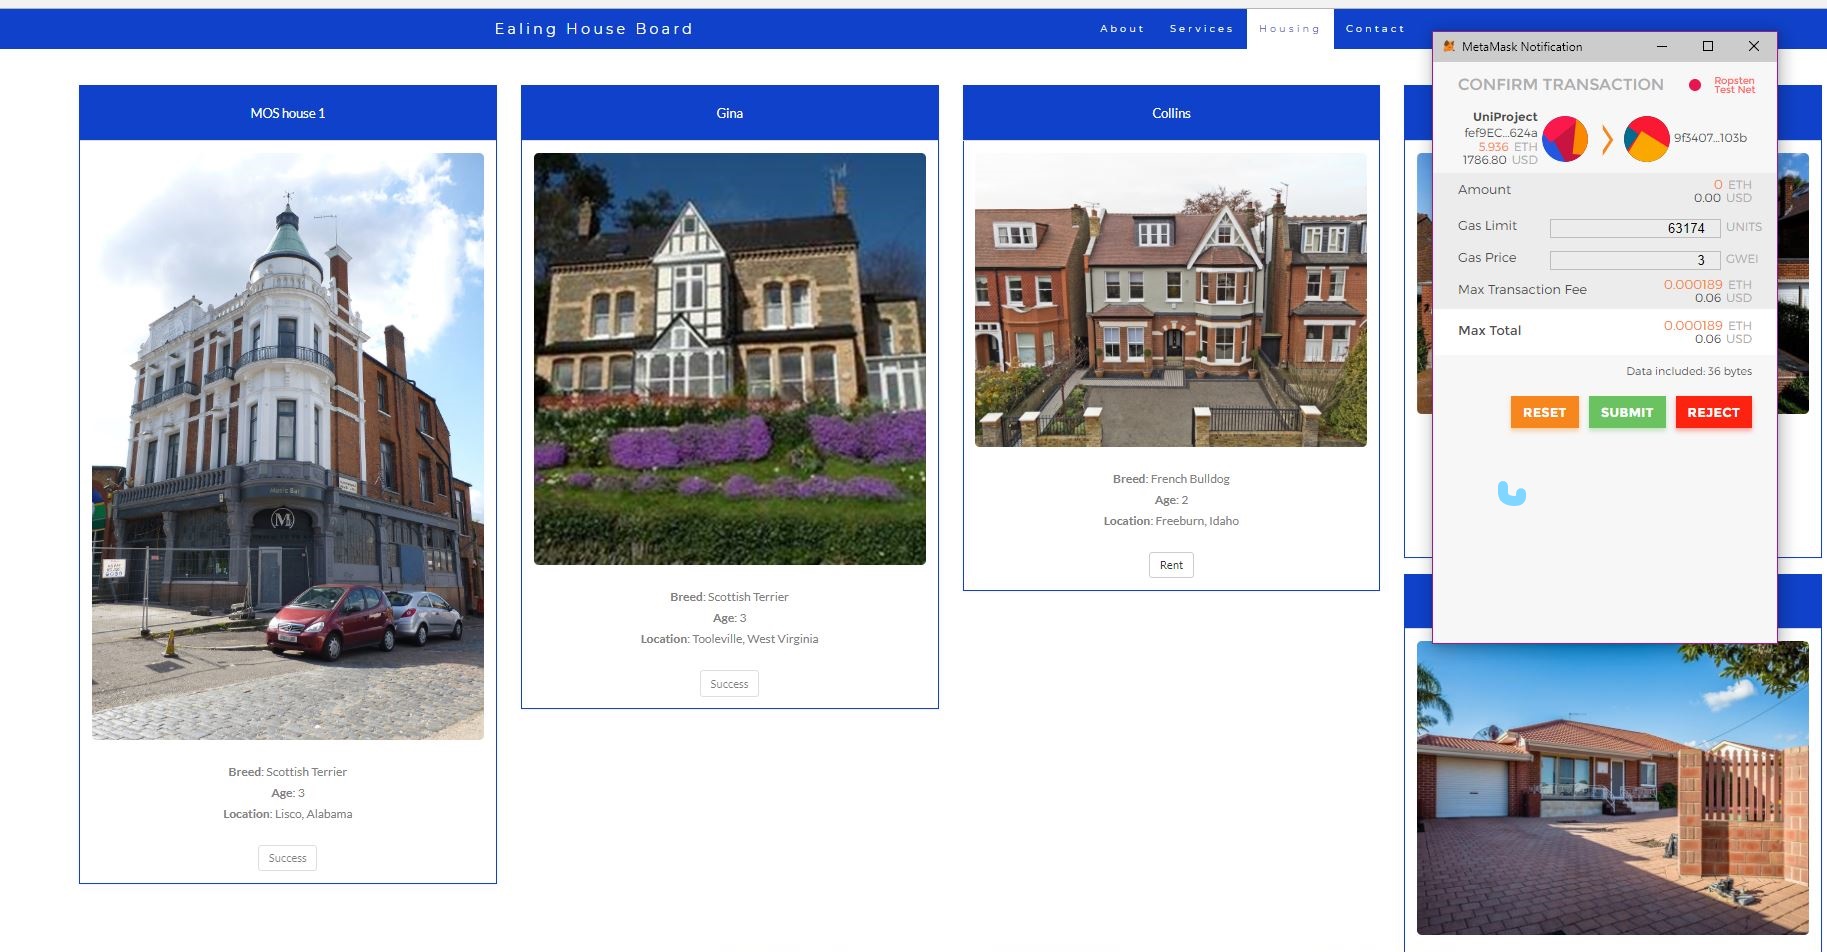 Ealing House Board
About Services Housing Contact
MOS house 1
Breed: Scottish Terrier
Age: 3
Location: Lisco, Alabama
Success
Gina
Breed: Scottish Terrier
Age: 3
Location: Tooleville, West Virginia
Success
Collins
Breed: French Bulldog
Age: 2
Location: Freeburn, Idaho
Rent
MetaMask Notification
CONFIRM TRANSACTION
Ropsten
Test Net
UniProject
fef9EC...624a
5.936 ETH
1786.80 USD
9f3407...103b
Amount 0 ETH
0.00 USD
Gas Limit 63174 UNITS
Gas Price 3 GWEI
Max Transaction Fee 0.000189 ETH
0.06 USD
Max Total 0.000189 ETH
0.06 USD
Data included: 36 bytes
RESET SUBMIT REJECT
Music Bar
M